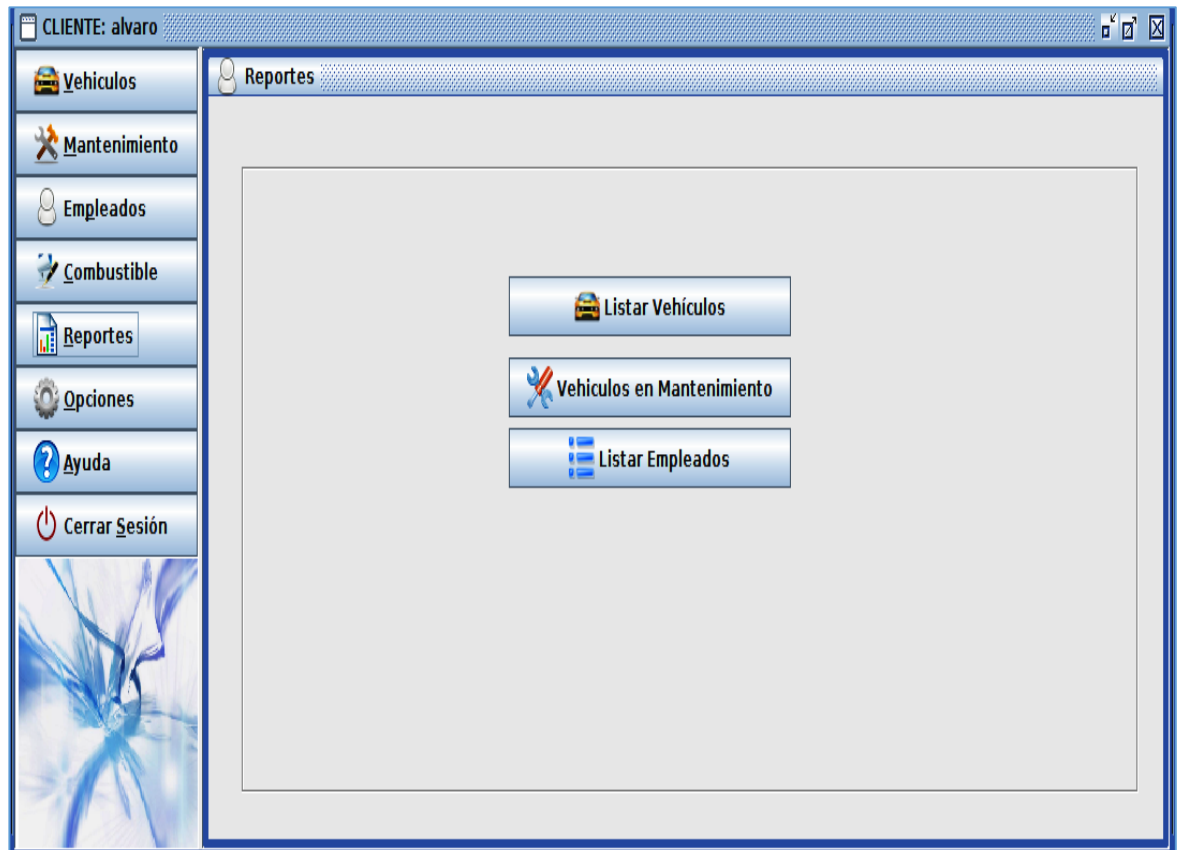 CLIENTE: alvaro
Vehiculos
Mantenimiento
Empleados
Combustible
Reportes
Opciones
Ayuda
Cerrar Sesión
Reportes
Listar Vehículos
Vehiculos en Mantenimiento
Listar Empleados